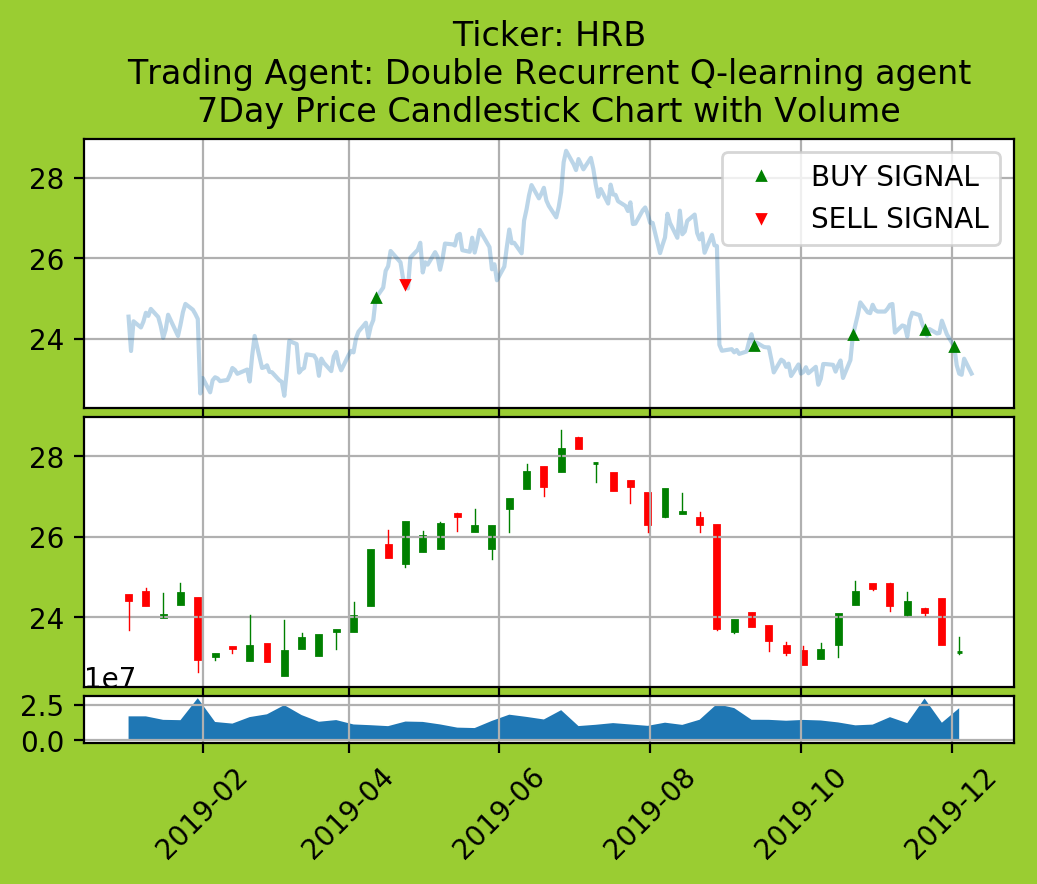 Ticker: HRB
Trading Agent: Double Recurrent Q-learning agent
7Day Price Candlestick Chart with Volume
28
26
24
BUY SIGNAL
SELL SIGNAL
28
26
24
1e7
2.5
0.0
2019-02
2019-04
2019-06
2019-08
2019-10
2019-12